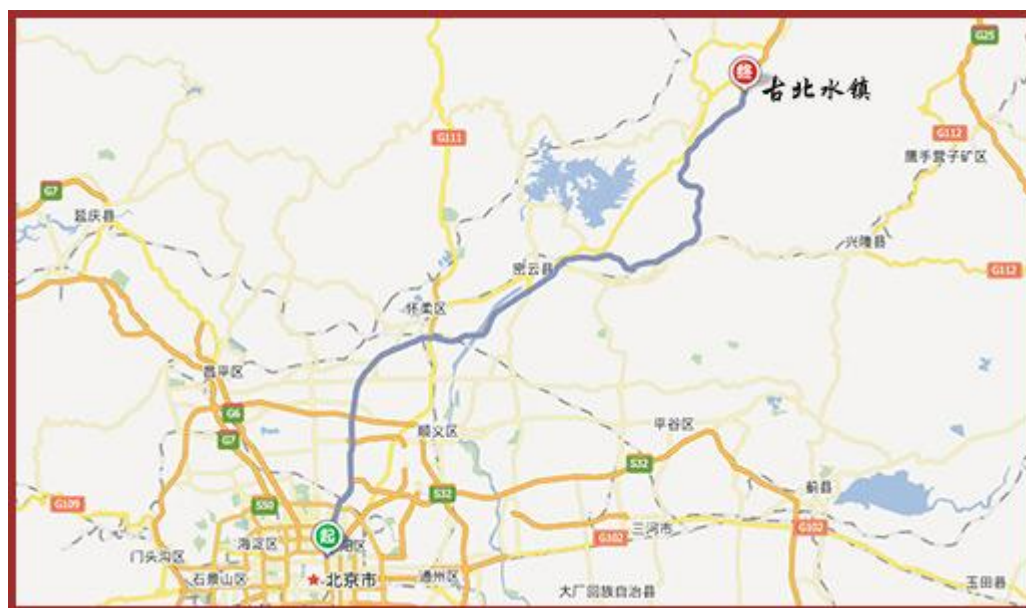 G25
终
古北水镇
G111
G112
鹰手营子矿区
G7
延庆县
兴隆县
密云县
G112
怀柔区
昌平区
G6
平谷区
顺义区
G7
S32
蓟县
S32
G109
S50
起
三河市
G102
海淀区
阳区
G102
门头沟区
石景山区
北京市
通州区
大厂回族自治县
玉田县